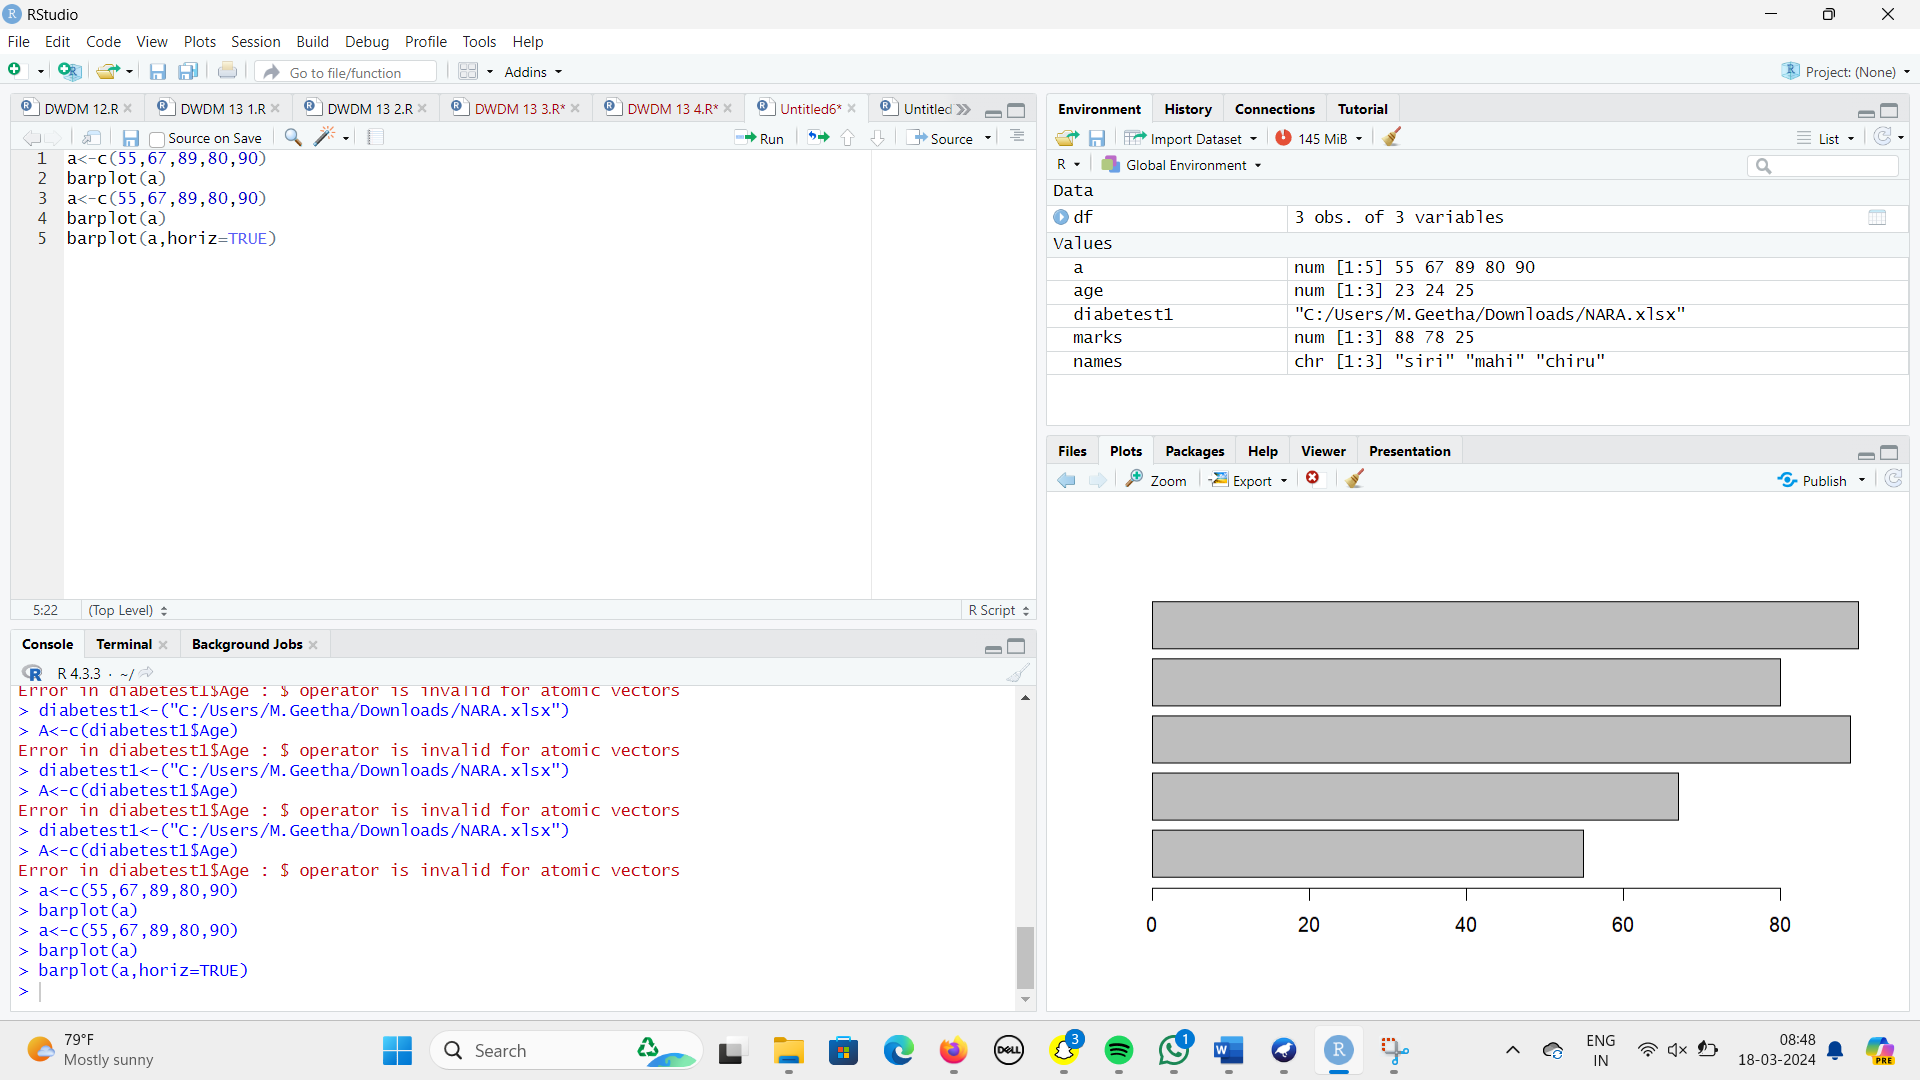 RStudio
File Edit Code View Plots Session Build Debug Profile Tools Help
Go to file/function Addins Project: (None)
DWDM 12.R DWDM 13 1.R DWDM 13 2.R DWDM 13 3.R* DWDM 13 4.R* Untitled6* Untitled
Source on Save Run Source
1 a<-c(55,67,89,80,90)
2 barplot(a)
3 a<-c(55,67,89,80,90)
4 barplot(a)
5 barplot(a,horiz=TRUE)
5:22 (Top Level) R Script
Console Terminal Background Jobs
R 4.3.3 · ~/
Error in diabetest1$Age : $ operator is invalid for atomic vectors
> diabetest1<-("C:/Users/M.Geetha/Downloads/NARA.xlsx")
> A<-c(diabetest1$Age)
Error in diabetest1$Age : $ operator is invalid for atomic vectors
> diabetest1<-("C:/Users/M.Geetha/Downloads/NARA.xlsx")
> A<-c(diabetest1$Age)
Error in diabetest1$Age : $ operator is invalid for atomic vectors
> diabetest1<-("C:/Users/M.Geetha/Downloads/NARA.xlsx")
> A<-c(diabetest1$Age)
Error in diabetest1$Age : $ operator is invalid for atomic vectors
> a<-c(55,67,89,80,90)
> barplot(a)
> a<-c(55,67,89,80,90)
> barplot(a)
> barplot(a,horiz=TRUE)
>
Environment History Connections Tutorial
Import Dataset 145 MiB List
R Global Environment
Data
df 3 obs. of 3 variables
Values
a num [1:5] 55 67 89 80 90
age num [1:3] 23 24 25
diabetest1 "C:/Users/M.Geetha/Downloads/NARA.xlsx"
marks num [1:3] 88 78 25
names chr [1:3] "siri" "mahi" "chiru"
Files Plots Packages Help Viewer Presentation
Zoom Export Publish
0 20 40 60 80
79°F
Mostly sunny
Search
DELL
3
1
ENG
IN
08:48
18-03-2024
PRE